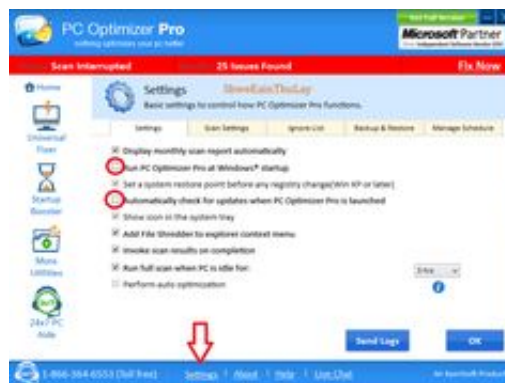 PC Optimizer Pro
Microsoft Partner
Scan Interrupted
25 Issues Found
Fix Now
Home
Settings
Basic settings to control how PC Optimizer Pro functions.
Settings
Scan Settings
Ignore List
Backup & Restore
Manage Schedule
Universal
Fixer
Display monthly scan report automatically
Run PC Optimizer Pro at Windows® startup
Set a system restore point before any registry change(Win XP or later)
Automatically check for updates when PC Optimizer Pro is launched
Startup
Booster
Show icon in the system tray
Add File Shredder to explorer context menu
Invoke scan results on completion
Run full scan when PC is idle for:
Perform auto optimization
More
Utilities
24x7 PC
Aide
Send Logs
OK
1-866-364-6553 (Toll free)
Settings
About
Help
Live Chat